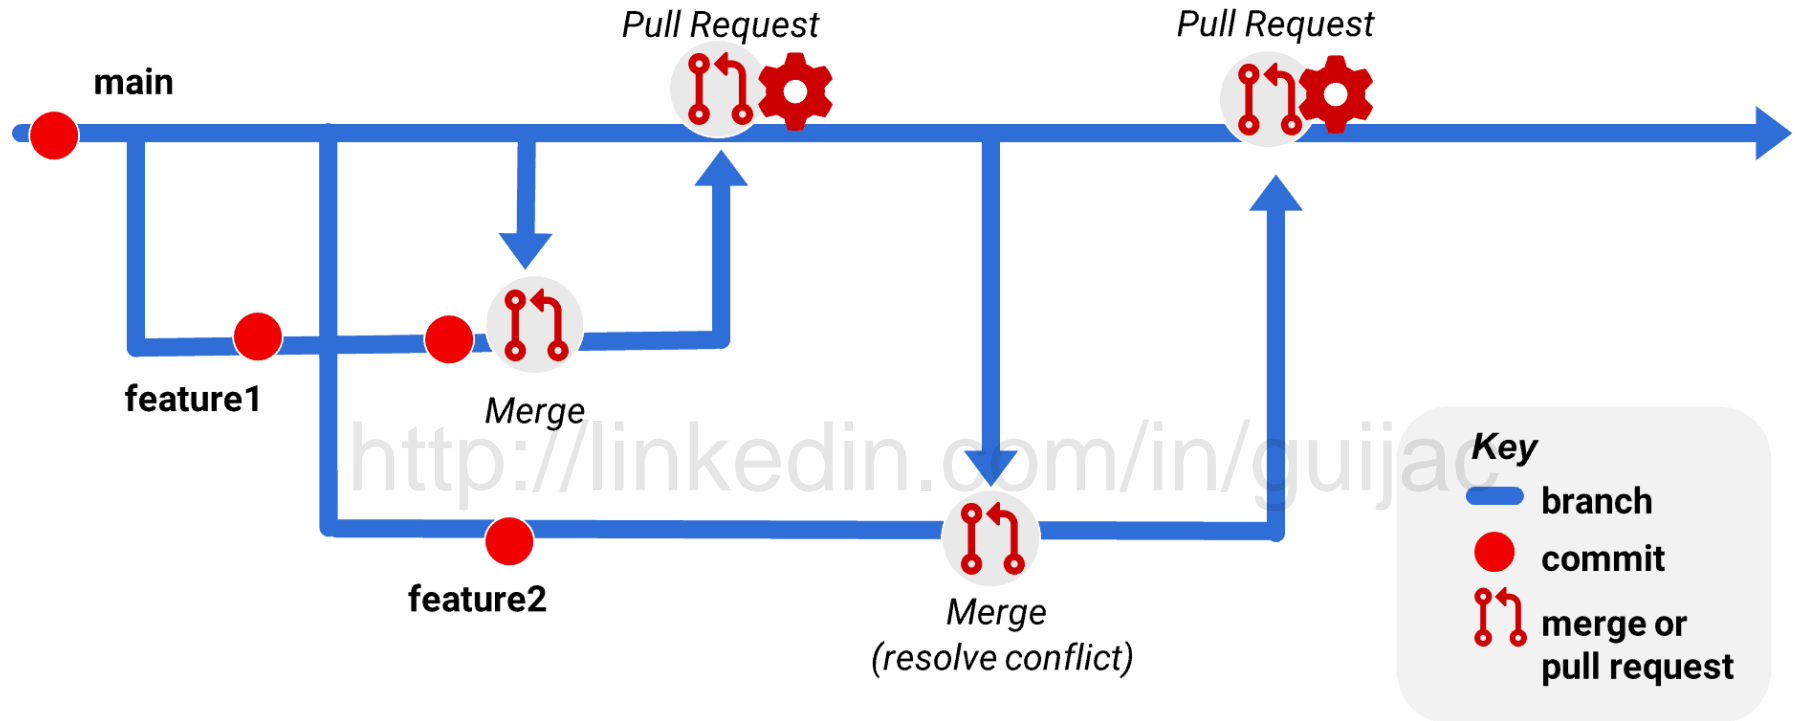 Pull Request
Pull Request
main
feature1
Merge
http://linkedin.com/in/guijac
feature2
Merge
(resolve conflict)
Key
branch
commit
merge or
pull request